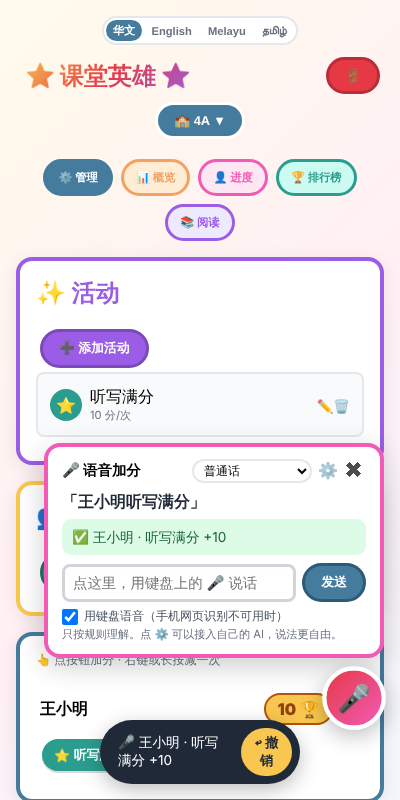 华文 English Melayu தமிழ்
⭐ 课堂英雄 ⭐
🏫 4A ▼
⚙️ 管理 📊 概览 💗 进度 🏆 排行榜
📚 阅读
✨ 活动
➕ 添加活动
听写满分
10 分/次
🎤 语音加分 普通话
「王小明听写满分」
✅ 王小明 · 听写满分 +10
点这里，用键盘上的 🎤 说话 发送
用键盘语音（手机网页识别不可用时）
只按规则理解。点 ⚙️ 可以接入自己的 AI，说法更自由。
👆 点按钮加分 · 右键或长按减一次
王小明 10 🏆
⭐ 听写
🎤 王小明 · 听写满分 +10 ↩ 撤销